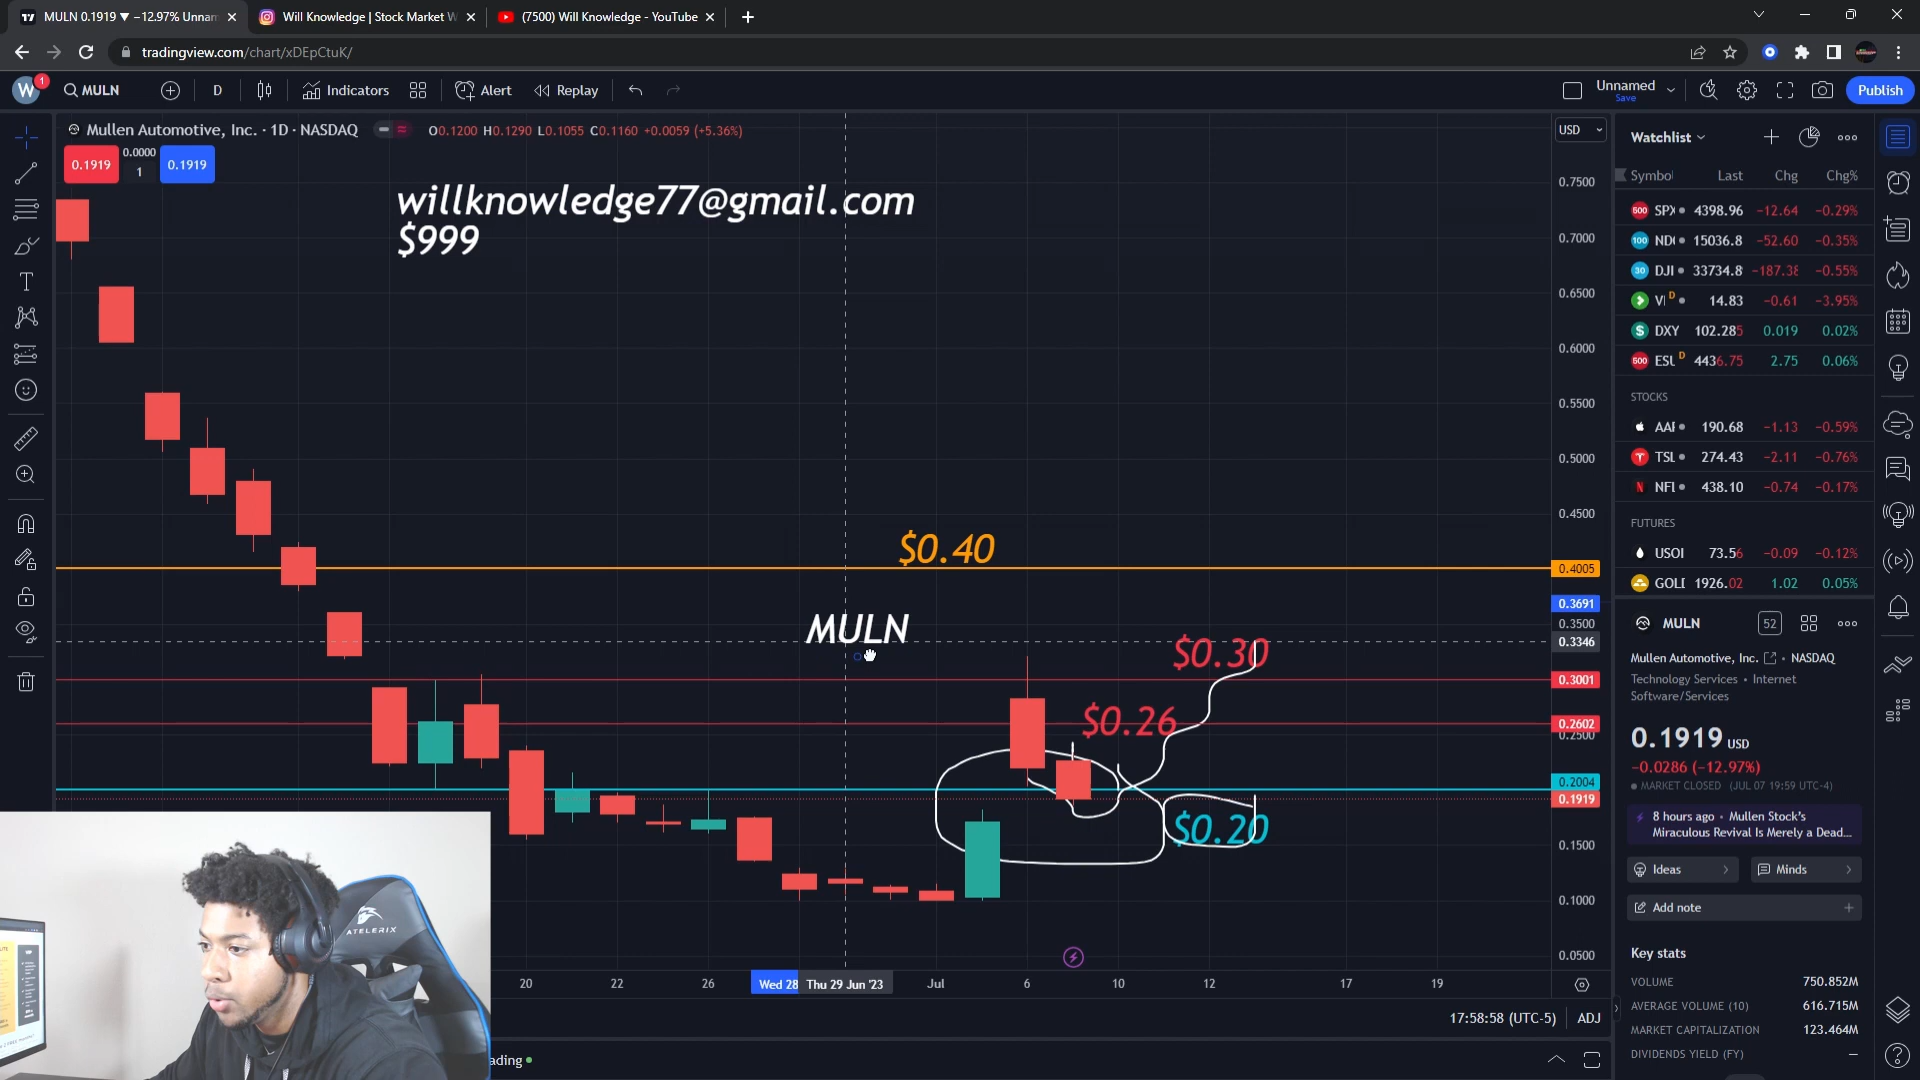 MULN 0.1919 ▼ −12.97% Unnan
Will Knowledge | Stock Market W
(7500) Will Knowledge - YouTube
tradingview.com/chart/xDEpCtuK/
W
1
MULN
D
Indicators
Alert
Replay
Unnamed
Save
Publish
Mullen Automotive, Inc. · 1D · NASDAQ
O0.1200 H0.1290 L0.1055 C0.1160 +0.0059 (+5.36%)
0.1919
0.0000
1
0.1919
willknowledge77@gmail.com
$999
$0.40
MULN
$0.30
$0.26
$0.20
USD
0.7500
0.7000
0.6500
0.6000
0.5500
0.5000
0.4500
0.4005
0.3691
0.3500
0.3346
0.3001
0.2602
0.2500
0.2004
0.1919
0.1500
0.1000
0.0500
20
22
26
Wed 28
Thu 29 Jun '23
Jul
6
10
12
17
19
17:58:58 (UTC-5)
ADJ
ading
ATELERIX
Watchlist
Symbol Last Chg Chg%
500 SPX 4398.96 −12.64 −0.29%
100 ND 15036.8 −52.60 −0.35%
30 DJI 33734.8 −187.38 −0.55%
VI D 14.83 −0.61 −3.95%
$ DXY 102.285 0.019 0.02%
500 ESU D 4436.75 2.75 0.06%
STOCKS
AAF 190.68 −1.13 −0.59%
TSL 274.43 −2.11 −0.76%
N NFL 438.10 −0.74 −0.17%
FUTURES
USOI 73.56 −0.09 −0.12%
GOLI 1926.02 1.02 0.05%
MULN
52
Mullen Automotive, Inc. · NASDAQ
Technology Services · Internet
Software/Services
0.1919 USD
−0.0286 (−12.97%)
MARKET CLOSED (JUL 07 19:59 UTC-4)
8 hours ago · Mullen Stock's
Miraculous Revival Is Merely a Dead...
Ideas
Minds
Add note
Key stats
VOLUME 750.852M
AVERAGE VOLUME (10) 616.715M
MARKET CAPITALIZATION 123.464M
DIVIDENDS YIELD (FY) —